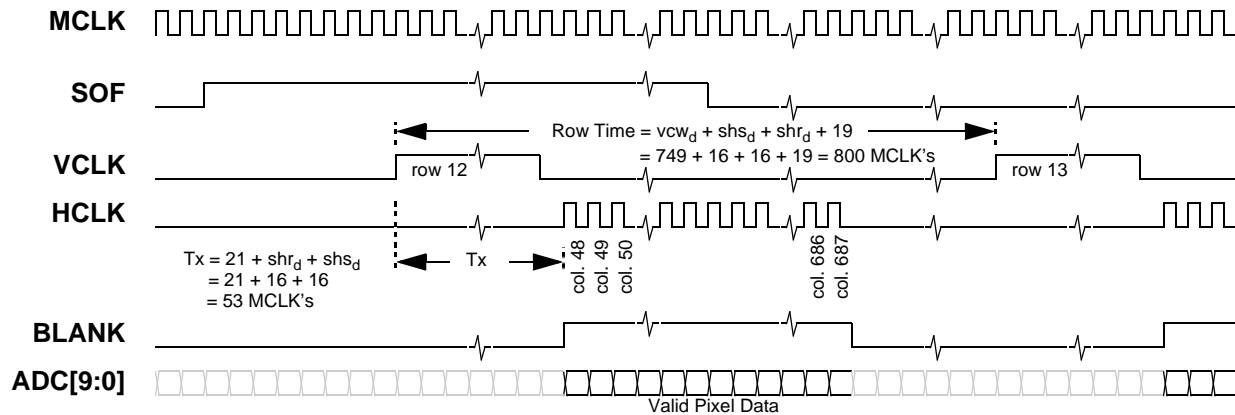 MCLK
SOF
Row Time = vcw_d + shs_d + shr_d + 19
= 749 + 16 + 16 + 19 = 800 MCLK's
VCLK
row 12
row 13
HCLK
Tx = 21 + shr_d + shs_d
= 21 + 16 + 16
= 53 MCLK's
Tx
col. 48
col. 49
col. 50
col. 686
col. 687
BLANK
ADC[9:0]
Valid Pixel Data